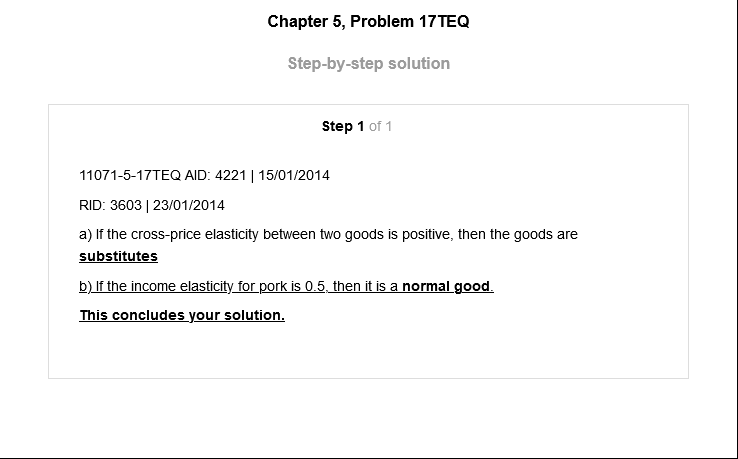 Chapter 5, Problem 17TEQ
Step-by-step solution
Step 1 of 1
11071-5-17TEQ AID: 4221 | 15/01/2014
RID: 3603 | 23/01/2014
a) If the cross-price elasticity between two goods is positive, then the goods are
substitutes
b) If the income elasticity for pork is 0.5, then it is a normal good.
This concludes your solution.